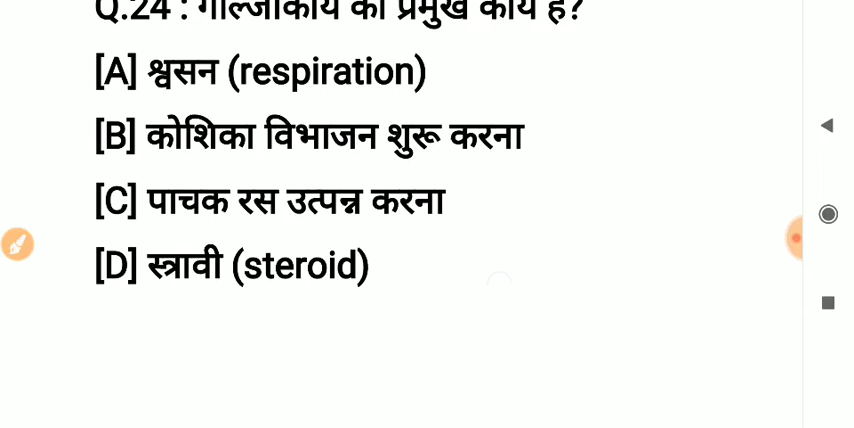 Q.24 : गॉल्जीकाय का प्रमुख कार्य है?
[A] श्वसन (respiration)
[B] कोशिका विभाजन शुरू करना
[C] पाचक रस उत्पन्न करना
[D] स्त्रावी (steroid)